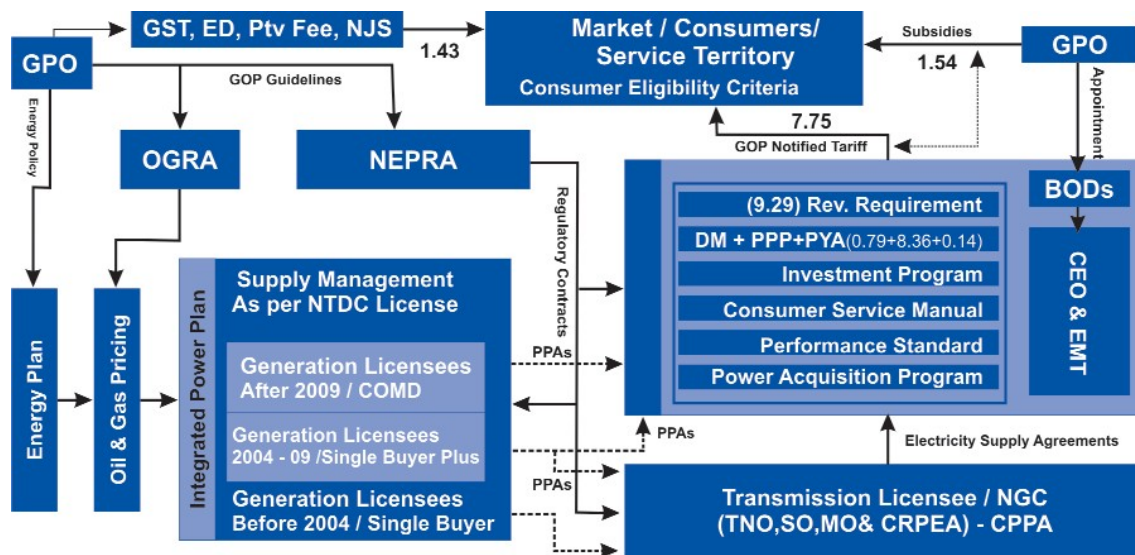 GPO
GST, ED, Ptv Fee, NJS
1.43
Market / Consumers/
Service Territory
Consumer Eligibility Criteria
Subsidies
1.54
GPO
GOP Guidelines
Energy Policy
OGRA
NEPRA
7.75
GOP Notified Tariff
Appointment
BODs
CEO & EMT
Regulatory Contracts
(9.29) Rev. Requirement
DM + PPP+PYA(0.79+8.36+0.14)
Investment Program
Consumer Service Manual
Performance Standard
Power Acquisition Program
Energy Plan
Oil & Gas Pricing
Integrated Power Plan
Supply Management
As per NTDC License
Generation Licensees
After 2009 / COMD
Generation Licensees
2004 - 09 /Single Buyer Plus
Generation Licensees
Before 2004 / Single Buyer
PPAs
PPAs
PPAs
Electricity Supply Agreements
Transmission Licensee / NGC
(TNO,SO,MO& CRPEA) - CPPA